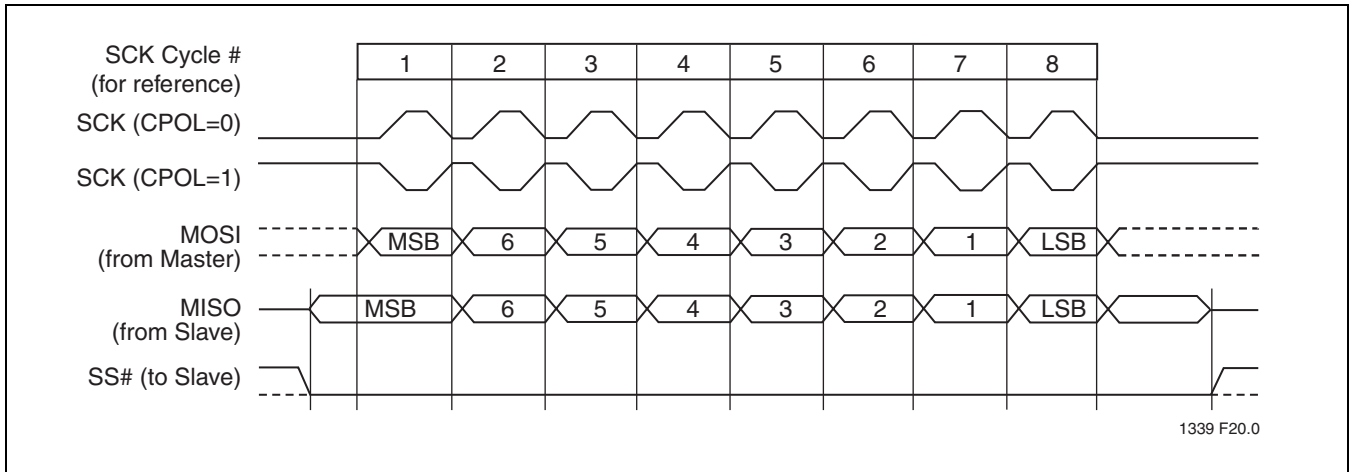 SCK Cycle #
(for reference)
1 2 3 4 5 6 7 8
SCK (CPOL=0)
SCK (CPOL=1)
MOSI
(from Master)
MSB 6 5 4 3 2 1 LSB
MISO
(from Slave)
MSB 6 5 4 3 2 1 LSB
SS# (to Slave)
1339 F20.0